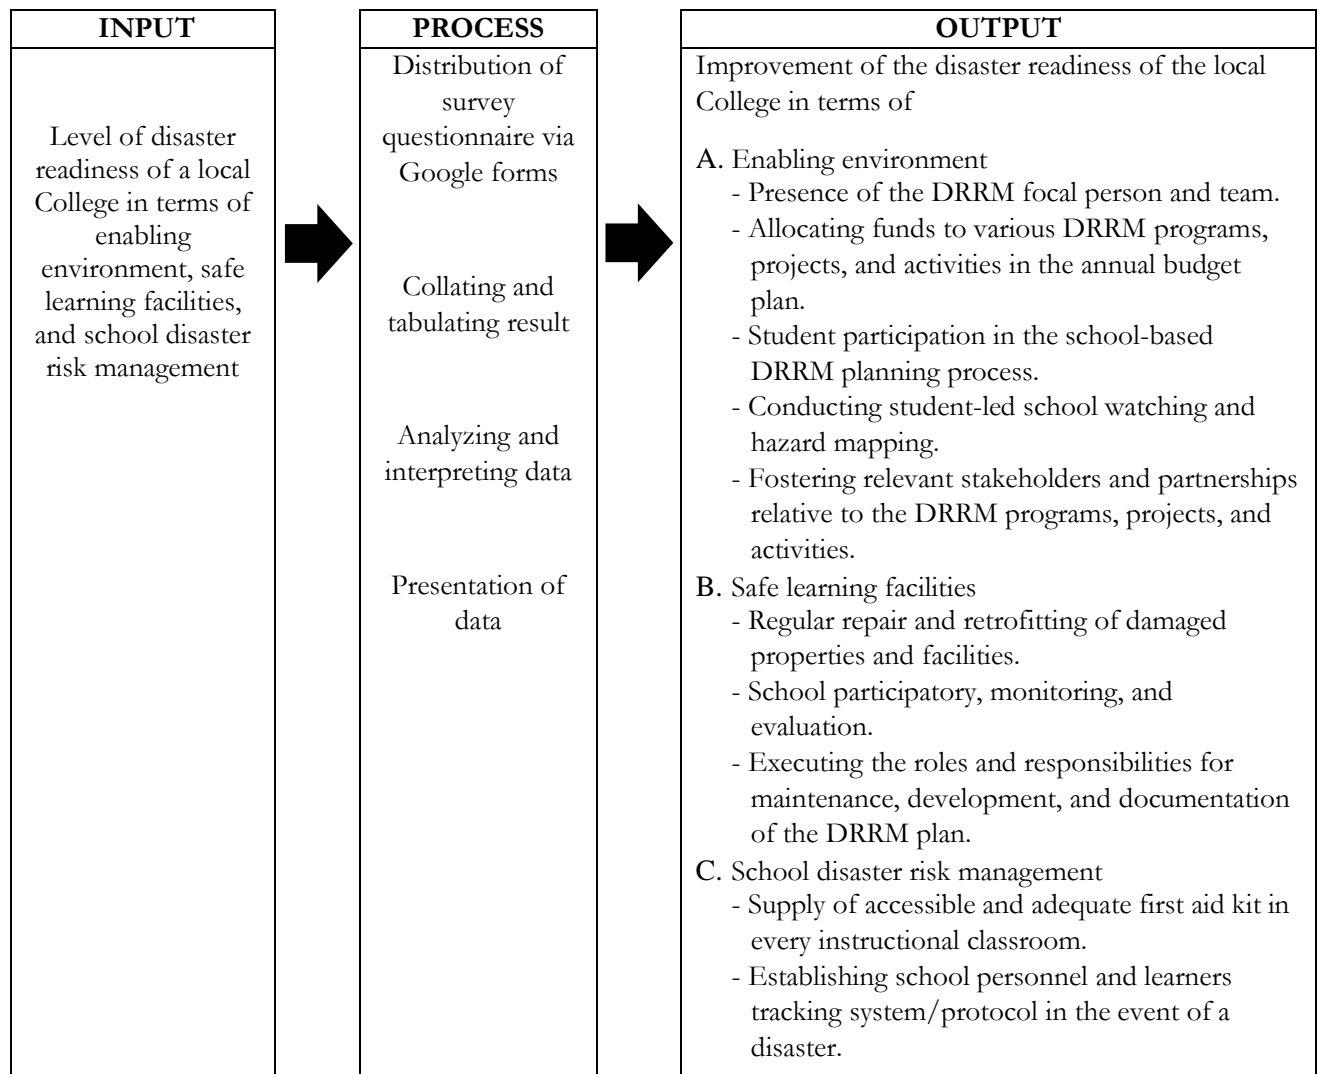 INPUT
Level of disaster
readiness of a local
College in terms of
enabling
environment, safe
learning facilities,
and school disaster
risk management
PROCESS
Distribution of
survey
questionnaire via
Google forms
Collating and
tabulating result
Analyzing and
interpreting data
Presentation of
data
OUTPUT
Improvement of the disaster readiness of the local
College in terms of
A. Enabling environment
- Presence of the DRRM focal person and team.
- Allocating funds to various DRRM programs,
projects, and activities in the annual budget
plan.
- Student participation in the school-based
DRRM planning process.
- Conducting student-led school watching and
hazard mapping.
- Fostering relevant stakeholders and partnerships
relative to the DRRM programs, projects, and
activities.
B. Safe learning facilities
- Regular repair and retrofitting of damaged
properties and facilities.
- School participatory, monitoring, and
evaluation.
- Executing the roles and responsibilities for
maintenance, development, and documentation
of the DRRM plan.
C. School disaster risk management
- Supply of accessible and adequate first aid kit in
every instructional classroom.
- Establishing school personnel and learners
tracking system/protocol in the event of a
disaster.